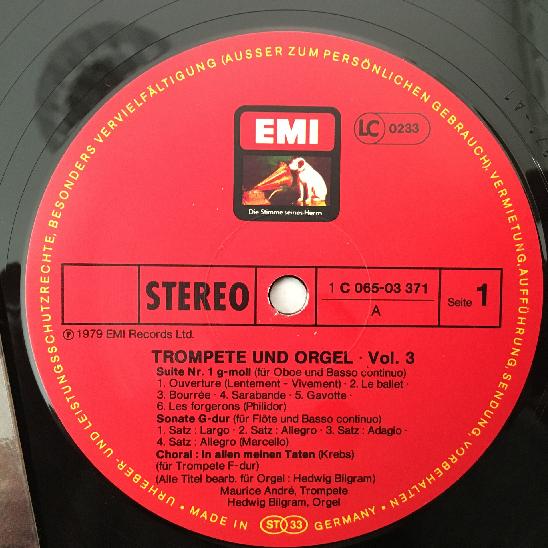 URHEBER- UND LEISTUNGSSCHUTZRECHTE, BESONDERS VERVIELFÄLTIGUNG (AUSSER ZUM PERSÖNLICHEN GEBRAUCH), VERMIETUNG, AUFFÜHRUNG, SENDUNG, VORBEHALTEN ·
EMI
LC 0233
Die Stimme seines Herrn
STEREO
1 C 065-03 371
A
Seite 1
℗ 1979 EMI Records Ltd.
TROMPETE UND ORGEL · Vol. 3
Suite Nr. 1 g-moll (für Oboe und Basso continuo)
1. Ouverture (Lentement - Vivement) · 2. Le ballet ·
3. Bourrée · 4. Sarabande · 5. Gavotte ·
6. Les forgerons (Philidor)
Sonate G-dur (für Flöte und Basso continuo)
1. Satz : Largo · 2. Satz : Allegro · 3. Satz : Adagio ·
4. Satz : Allegro (Marcello)
Choral : In allen meinen Taten (Krebs)
(für Trompete F-dur)
(Alle Titel bearb. für Orgel : Hedwig Bilgram)
Maurice André, Trompete
Hedwig Bilgram, Orgel
· MADE IN ST 33 GERMANY ·